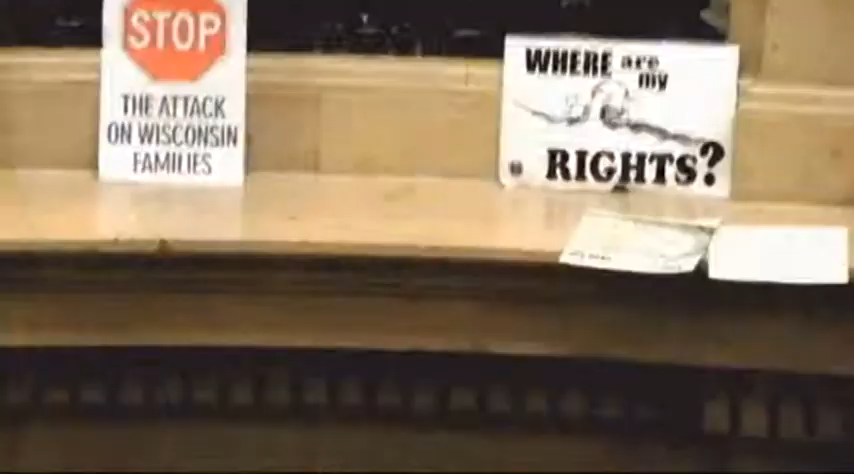 STOP
THE ATTACK
ON WISCONSIN
FAMILIES
WHERE are
my
RIGHTS?